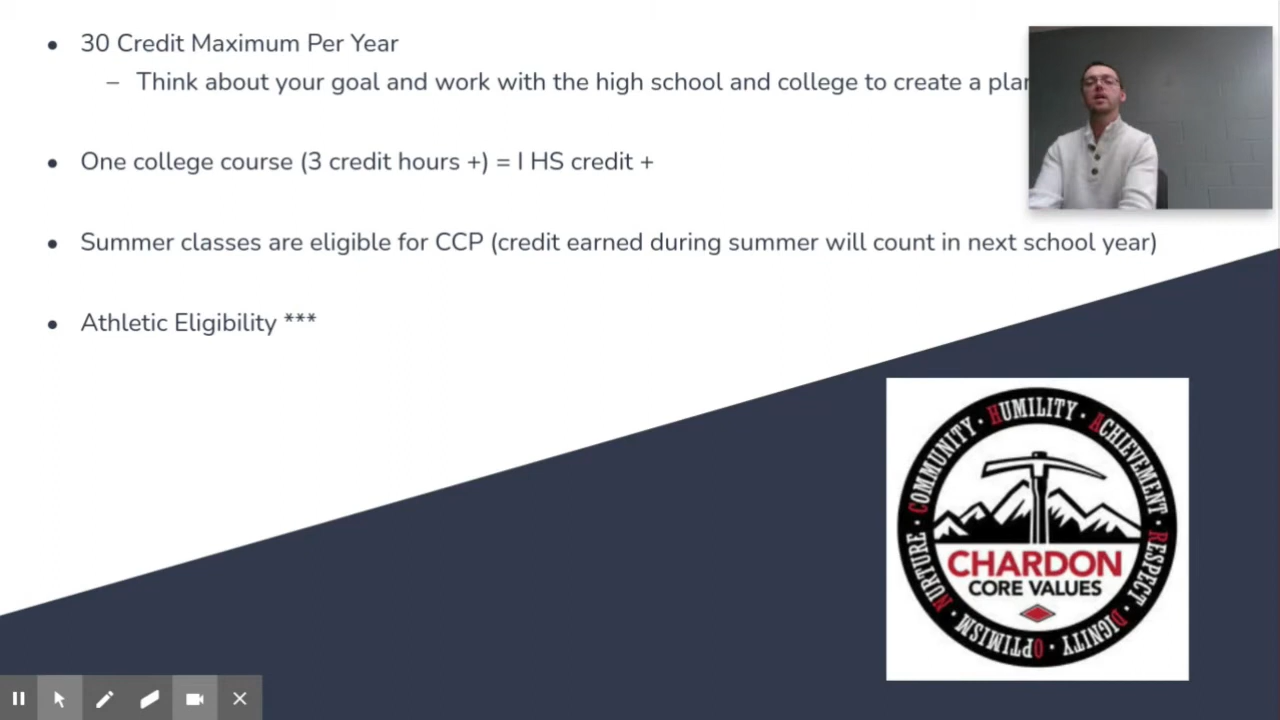 30 Credit Maximum Per Year
– Think about your goal and work with the high school and college to create a plan
One college course (3 credit hours +) = I HS credit +
Summer classes are eligible for CCP (credit earned during summer will count in next school year)
Athletic Eligibility ***
COMMUNITY · HUMILITY · ACHIEVEMENT · RESPECT · DIGNITY · OPTIMISM · NURTURE ·
CHARDON
CORE VALUES